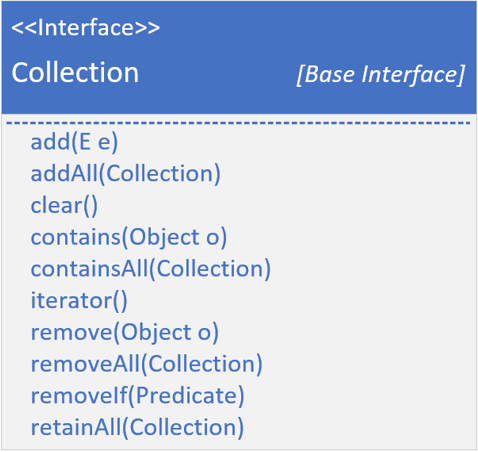 <<Interface>>
Collection [Base Interface]
add(E e)
addAll(Collection)
clear()
contains(Object o)
containsAll(Collection)
iterator()
remove(Object o)
removeAll(Collection)
removeIf(Predicate)
retainAll(Collection)